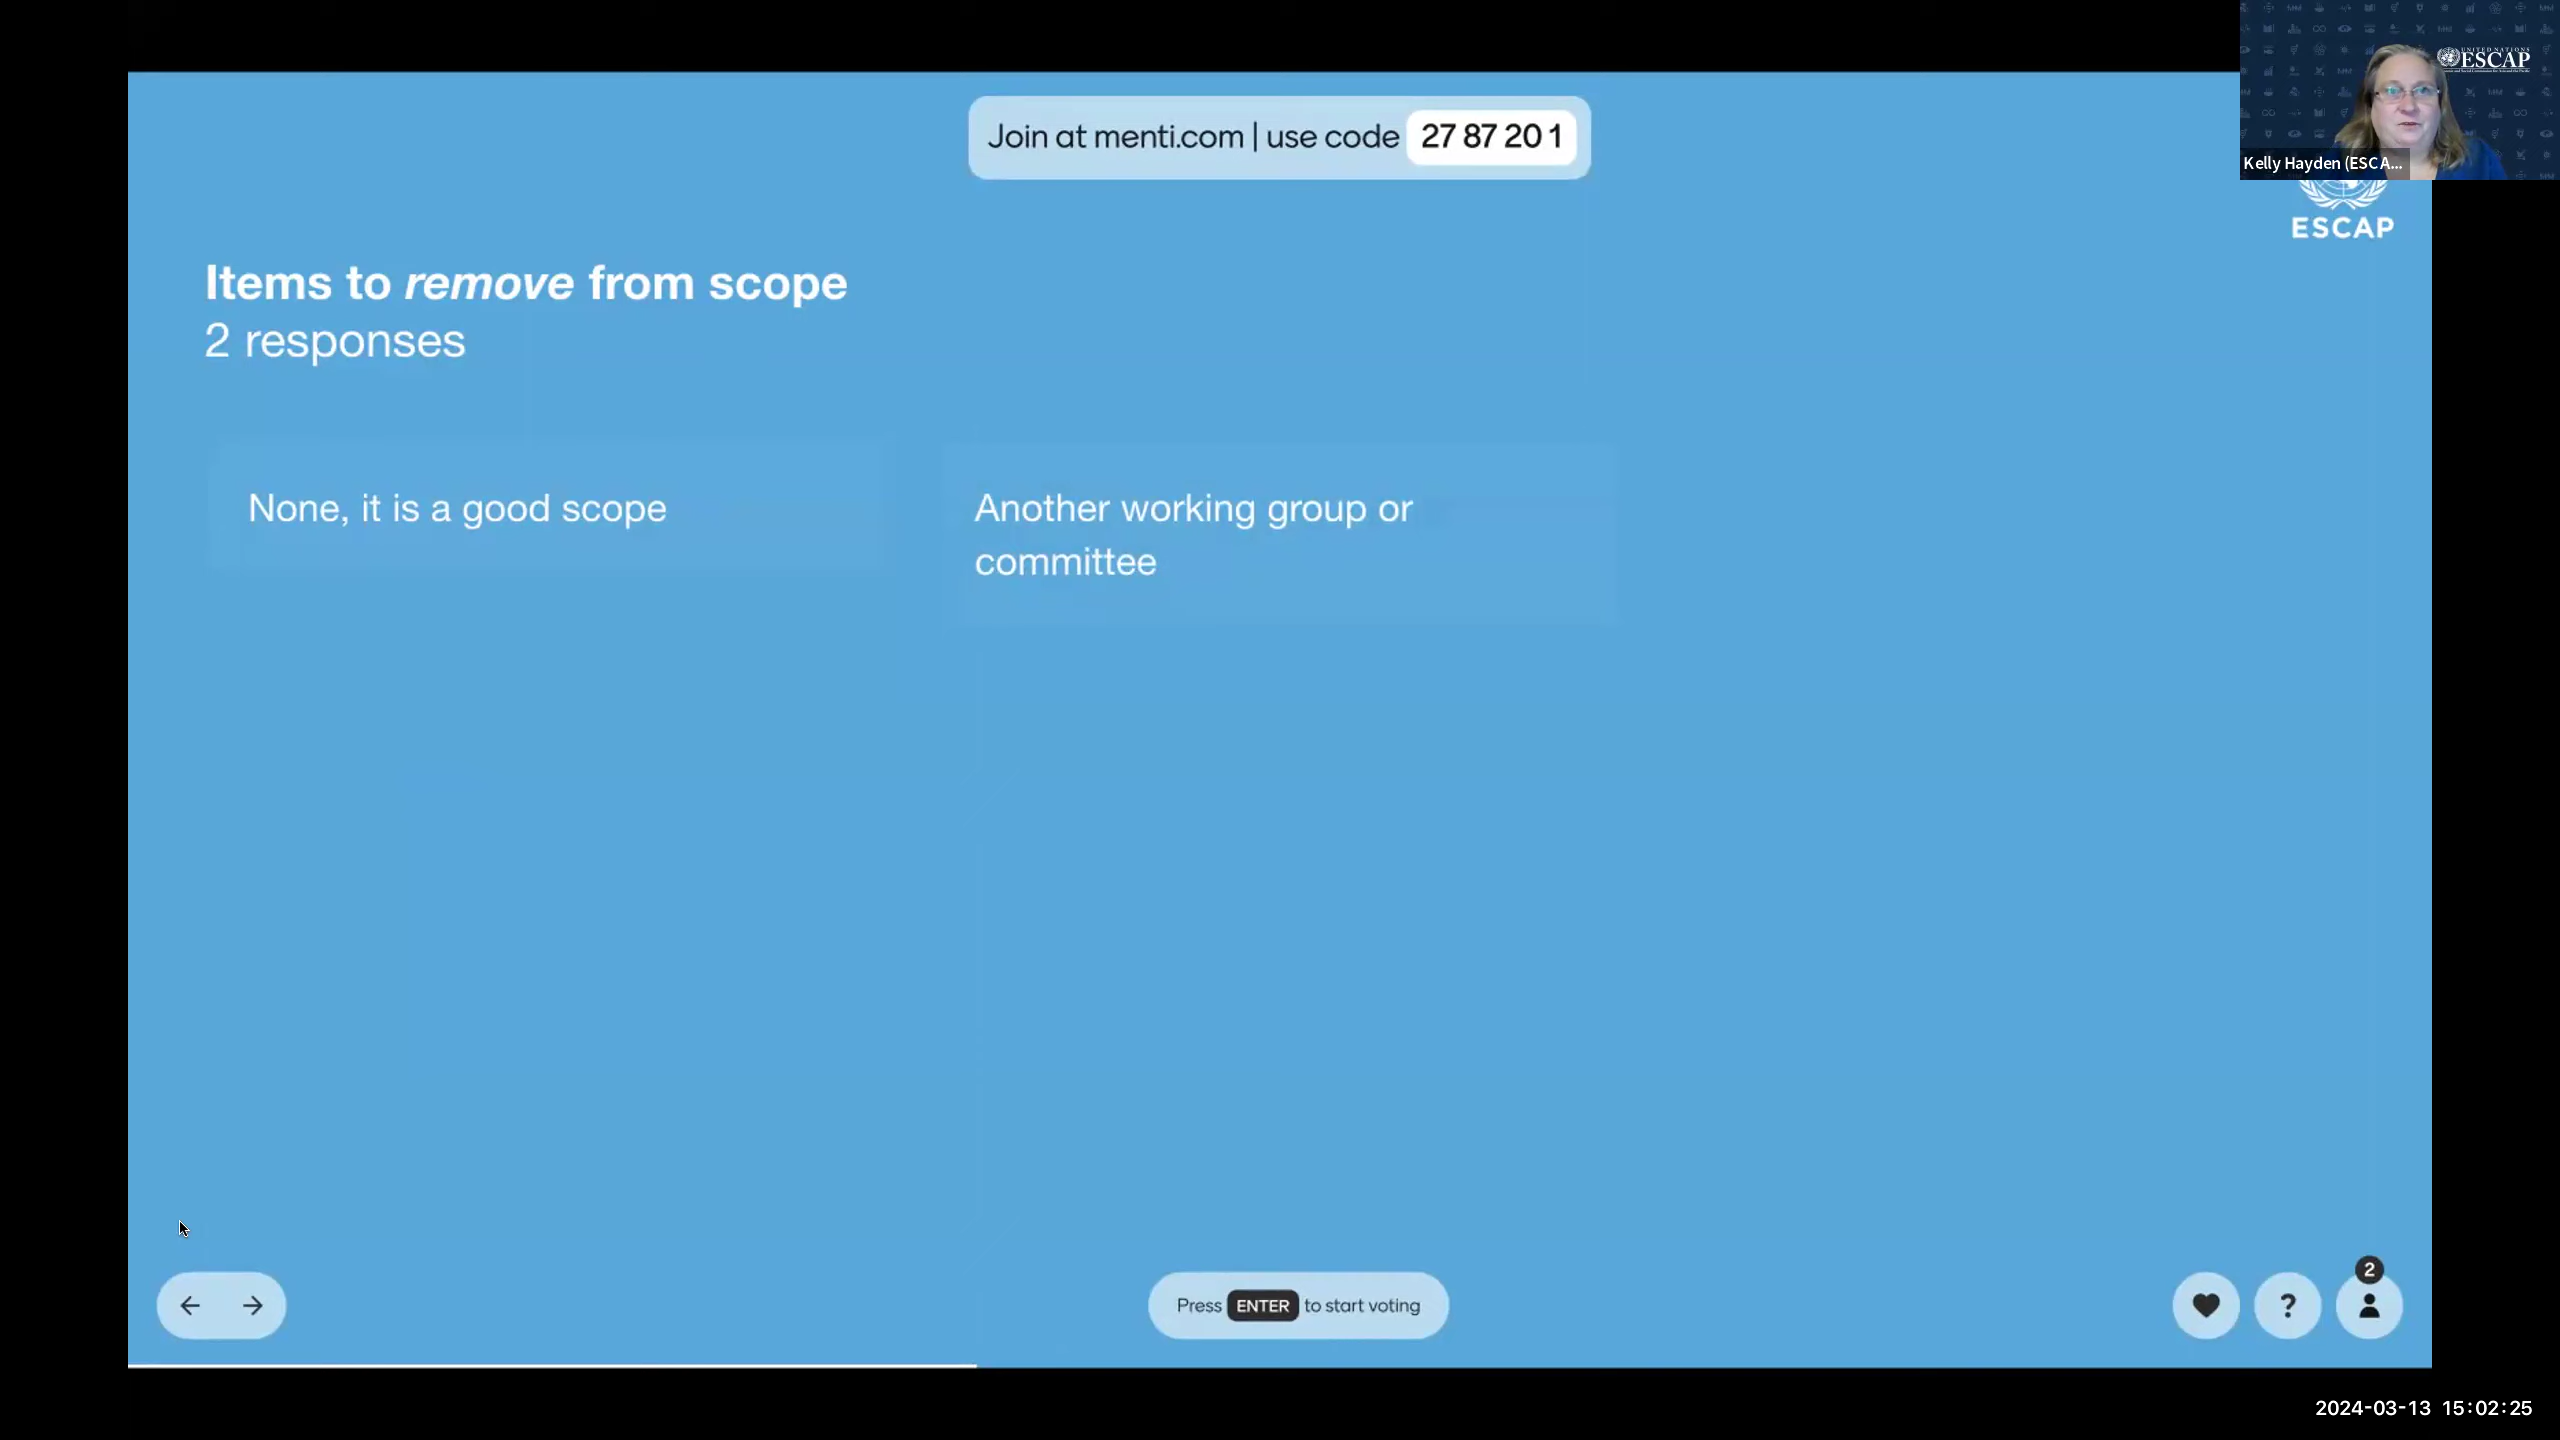 Join at menti.com | use code 27 87 20 1
UNITED NATIONS
ESCAP
Kelly Hayden (ESCA...
ESCAP
Items to remove from scope
2 responses
None, it is a good scope
Another working group or
committee
2
Press ENTER to start voting
?
2024-03-13 15:02:25